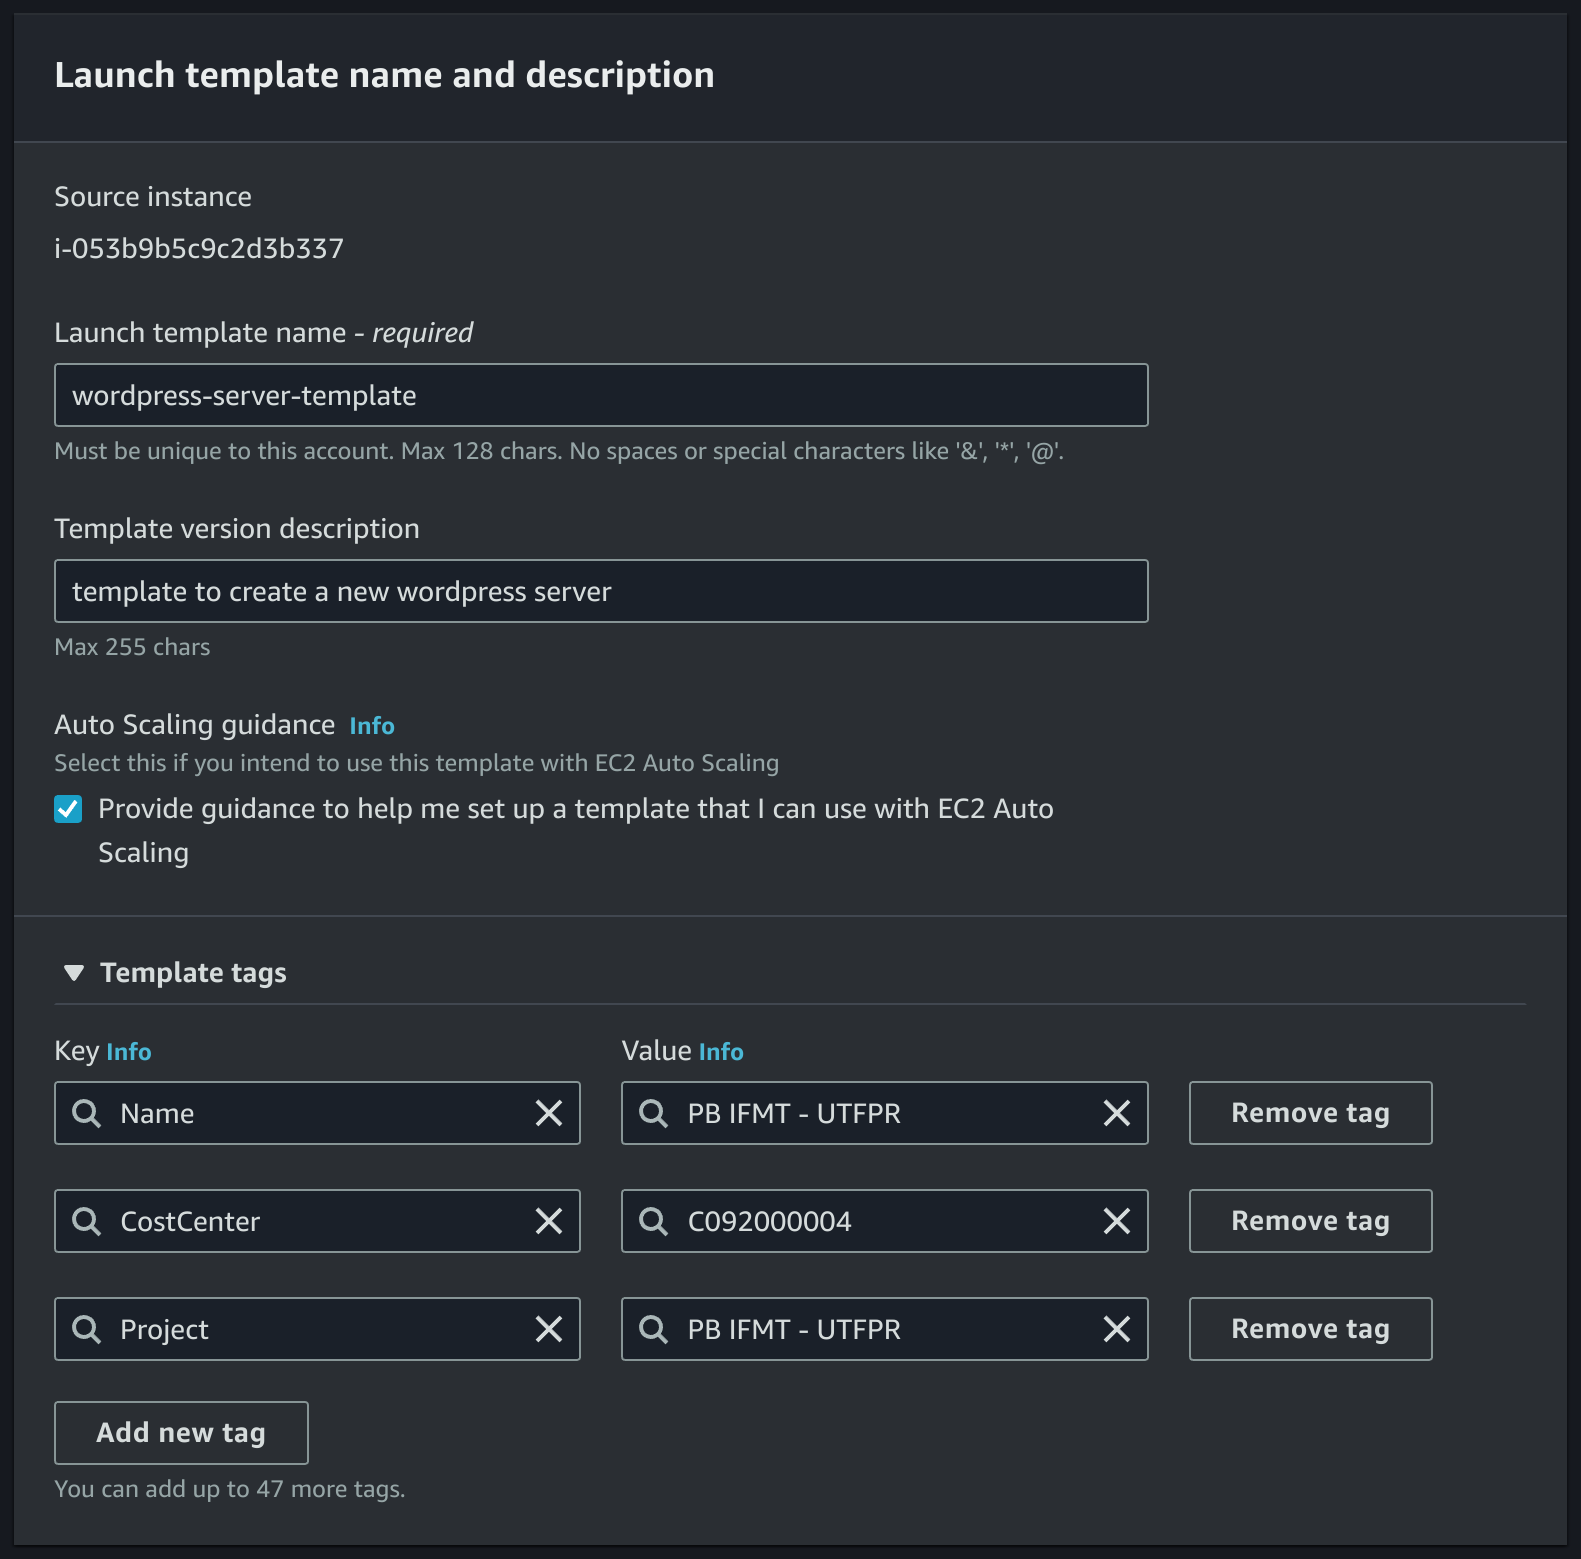 Launch template name and description
Source instance
i-053b9b5c9c2d3b337
Launch template name - required
wordpress-server-template
Must be unique to this account. Max 128 chars. No spaces or special characters like '&', '*', '@'.
Template version description
template to create a new wordpress server
Max 255 chars
Auto Scaling guidance Info
Select this if you intend to use this template with EC2 Auto Scaling
Provide guidance to help me set up a template that I can use with EC2 Auto
Scaling
Template tags
Key Info Value Info
Name PB IFMT - UTFPR Remove tag
CostCenter C092000004 Remove tag
Project PB IFMT - UTFPR Remove tag
Add new tag
You can add up to 47 more tags.